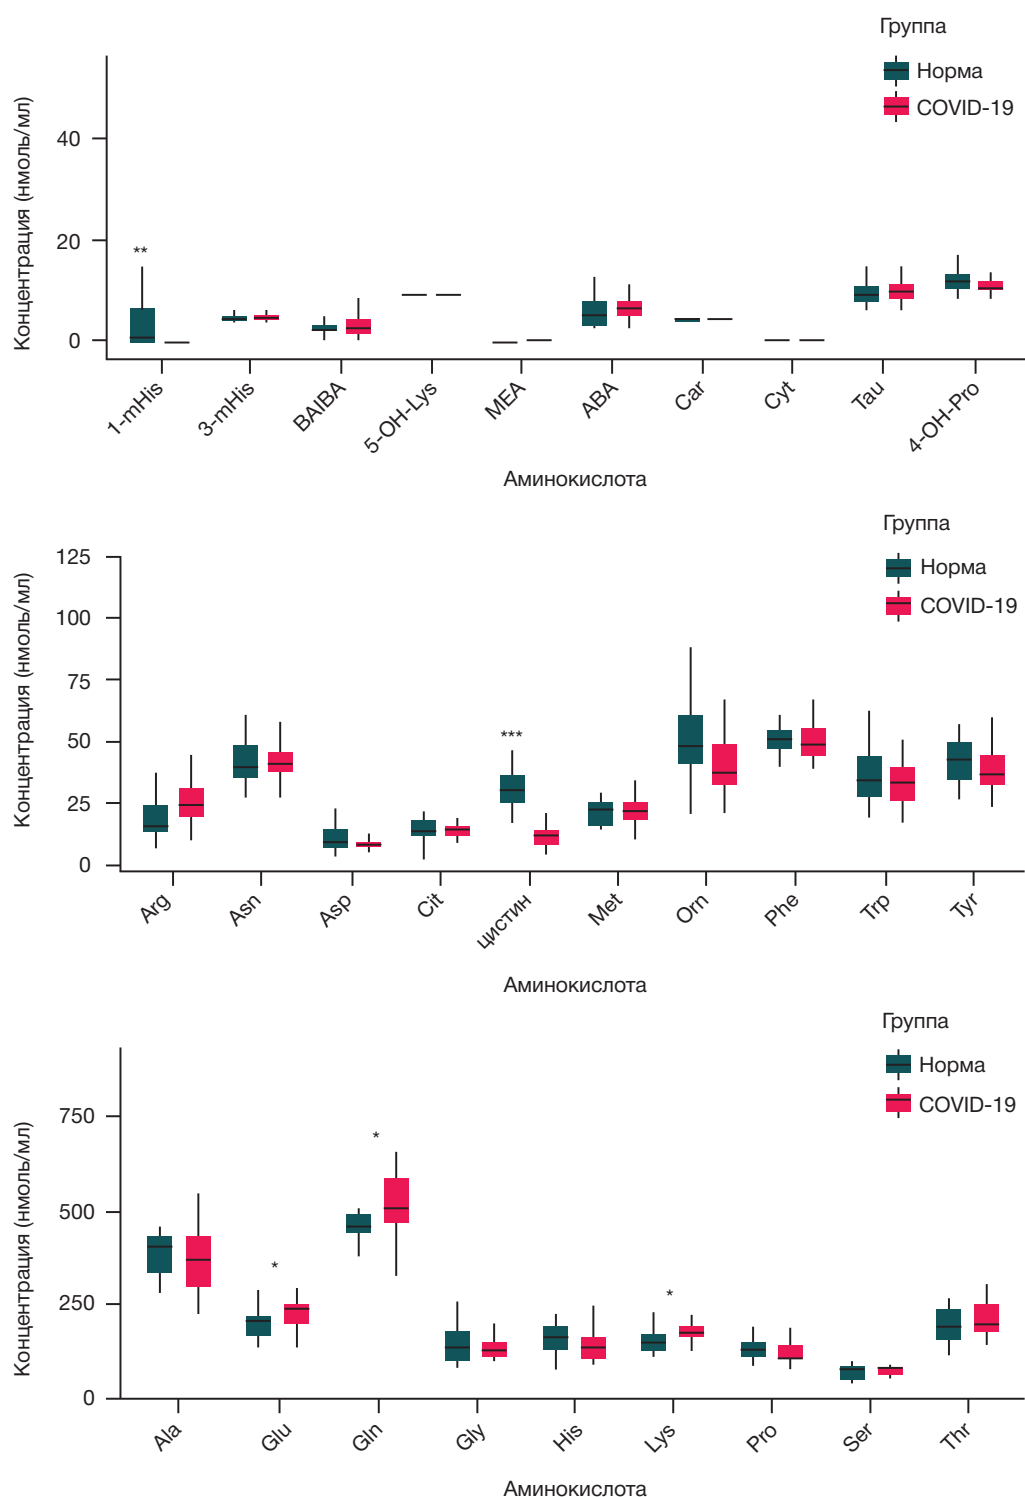 Группа
Норма
COVID-19
Концентрация (нмоль/мл)
40
20
0
**
1-mHis
3-mHis
BAIBA
5-OH-Lys
MEA
ABA
Car
Cyt
Tau
4-OH-Pro
Аминокислота
Группа
Норма
COVID-19
Концентрация (нмоль/мл)
125
100
75
50
25
0
***
Arg
Asn
Asp
Cit
цистин
Met
Orn
Phe
Trp
Tyr
Аминокислота
Группа
Норма
COVID-19
Концентрация (нмоль/мл)
750
500
250
0
*
*
*
Ala
Glu
Gln
Gly
His
Lys
Pro
Ser
Thr
Аминокислота